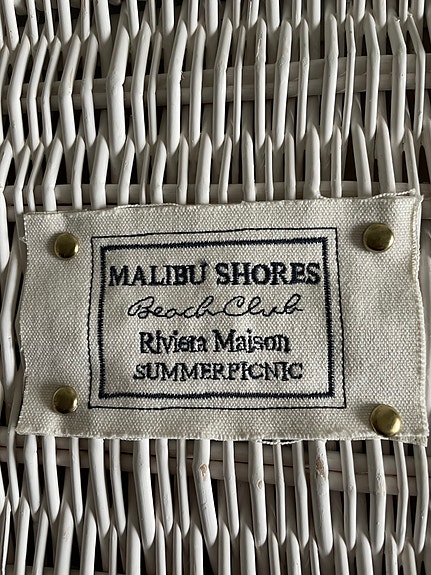 MALIBU SHORES
Beach Club
Riviera Maison
SUMMERPICNIC